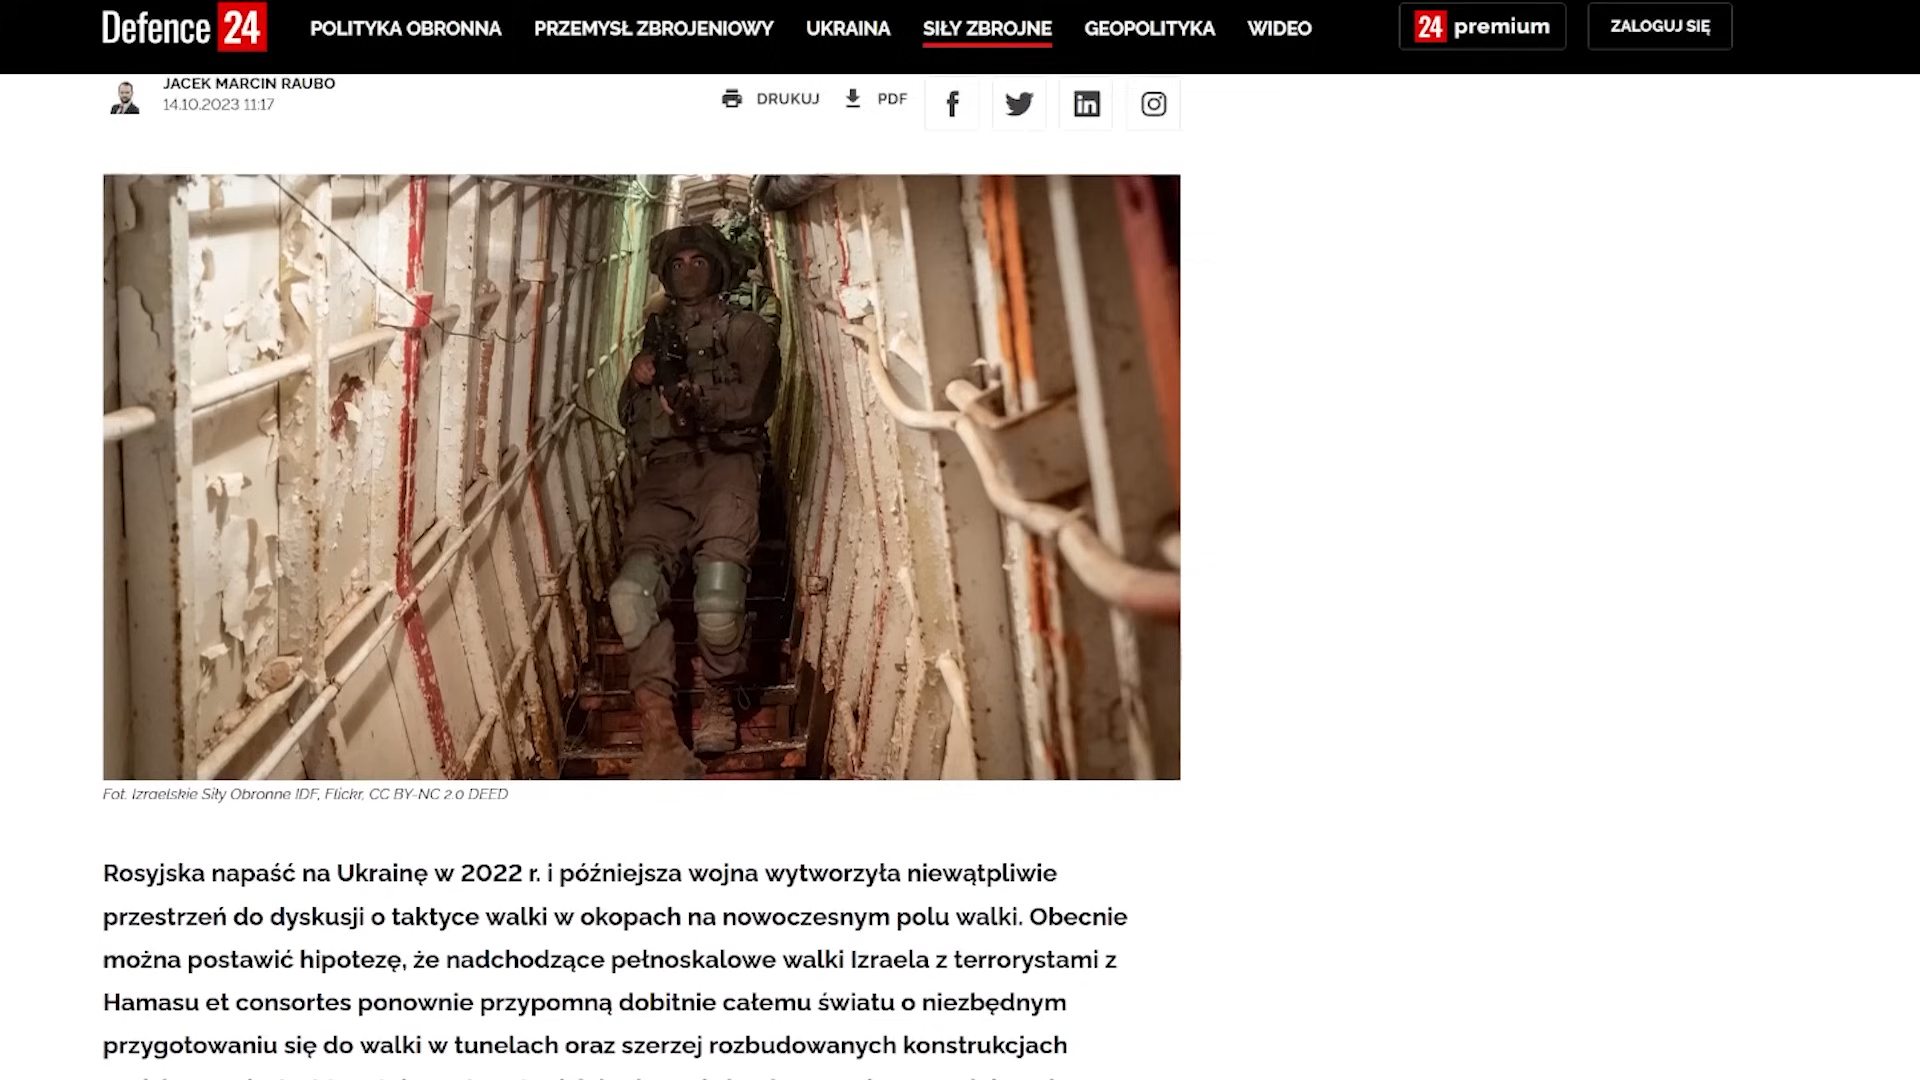 Defence 24 POLITYKA OBRONNA PRZEMYSŁ ZBROJENIOWY UKRAINA SIŁY ZBROJNE GEOPOLITYKA WIDEO 24 premium ZALOGUJ SIĘ
JACEK MARCIN RAUBO
14.10.2023 11:17
DRUKUJ PDF
Fot. Izraelskie Siły Obronne IDF, Flickr, CC BY-NC 2.0 DEED
Rosyjska napaść na Ukrainę w 2022 r. i późniejsza wojna wytworzyła niewątpliwie
przestrzeń do dyskusji o taktyce walki w okopach na nowoczesnym polu walki. Obecnie
można postawić hipotezę, że nadchodzące pełnoskalowe walki Izraela z terrorystami z
Hamasu et consortes ponownie przypomną dobitnie całemu światu o niezbędnym
przygotowaniu się do walki w tunelach oraz szerzej rozbudowanych konstrukcjach